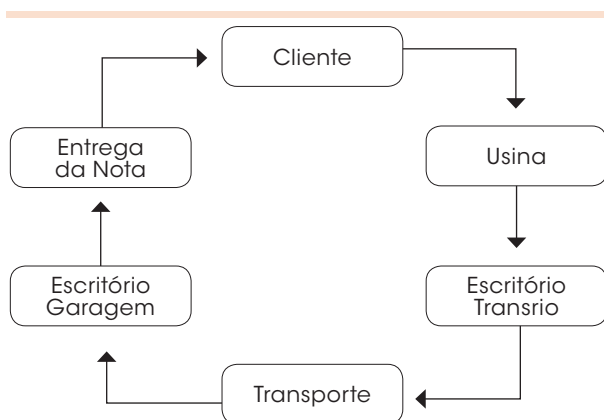 Cliente
Usina
Escritório
Transrio
Transporte
Escritório
Garagem
Entrega
da Nota